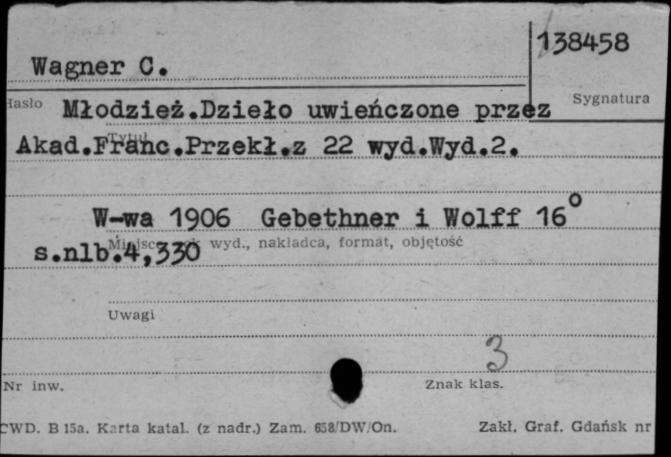 138458
Wagner C.
Hasło
Sygnatura
Młodzież.Dzieło uwieńczone przez
Tytuł
Akad.Franc.Przekł.z 22 wyd.Wyd.2.
W-wa 1906 Gebethner i Wolff 16°
Miejsce wyd., nakładca, format, objętość
s.nlb.4,330
Uwagi
3
Nr inw.
Znak klas.
CWD. B 15a. Karta katal. (z nadr.) Zam. 658/DW/On.
Zakł. Graf. Gdańsk nr